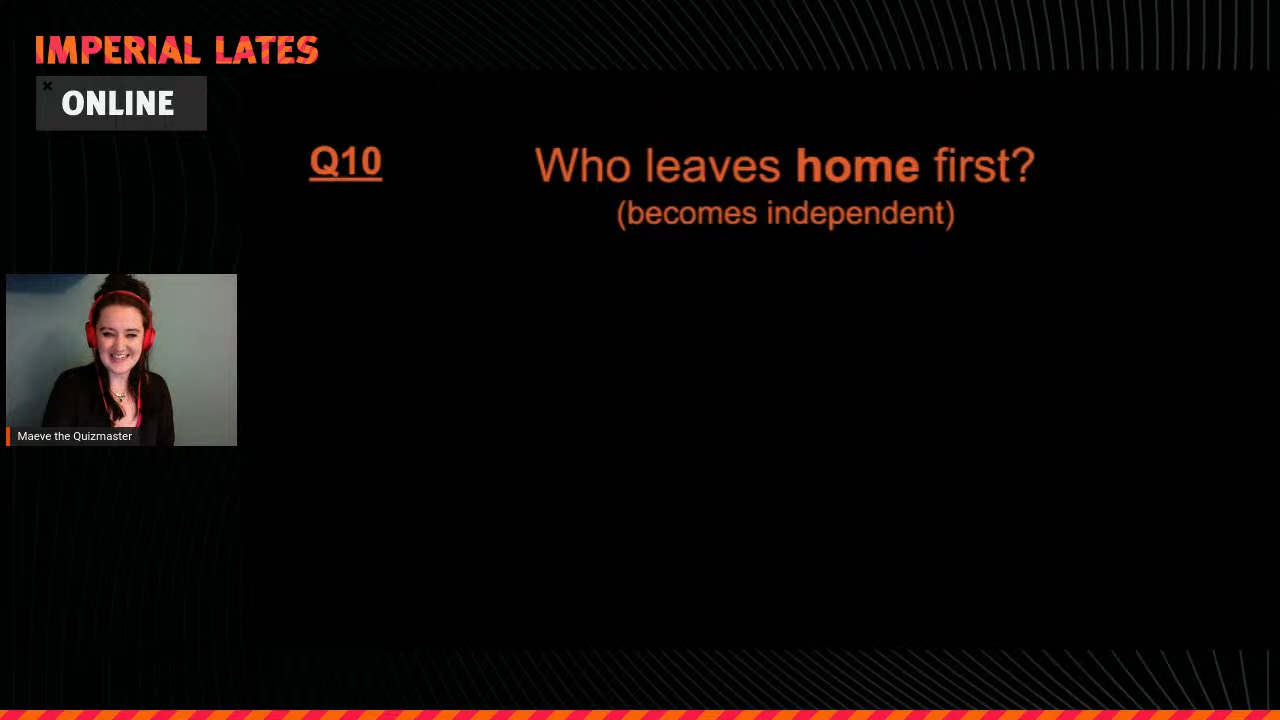 IMPERIAL LATES
ONLINE
Q10
Who leaves home first?
(becomes independent)
Maeve the Quizmaster